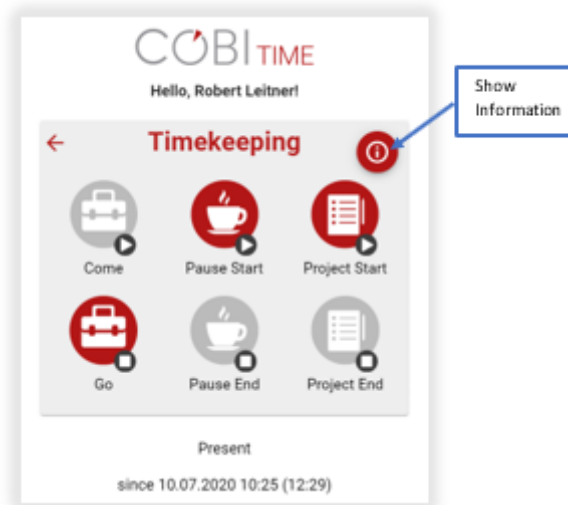 COBI TIME
Hello, Robert Leitner!
Show
Information
Timekeeping
Come
Pause Start
Project Start
Go
Pause End
Project End
Present
since 10.07.2020 10:25 (12:29)